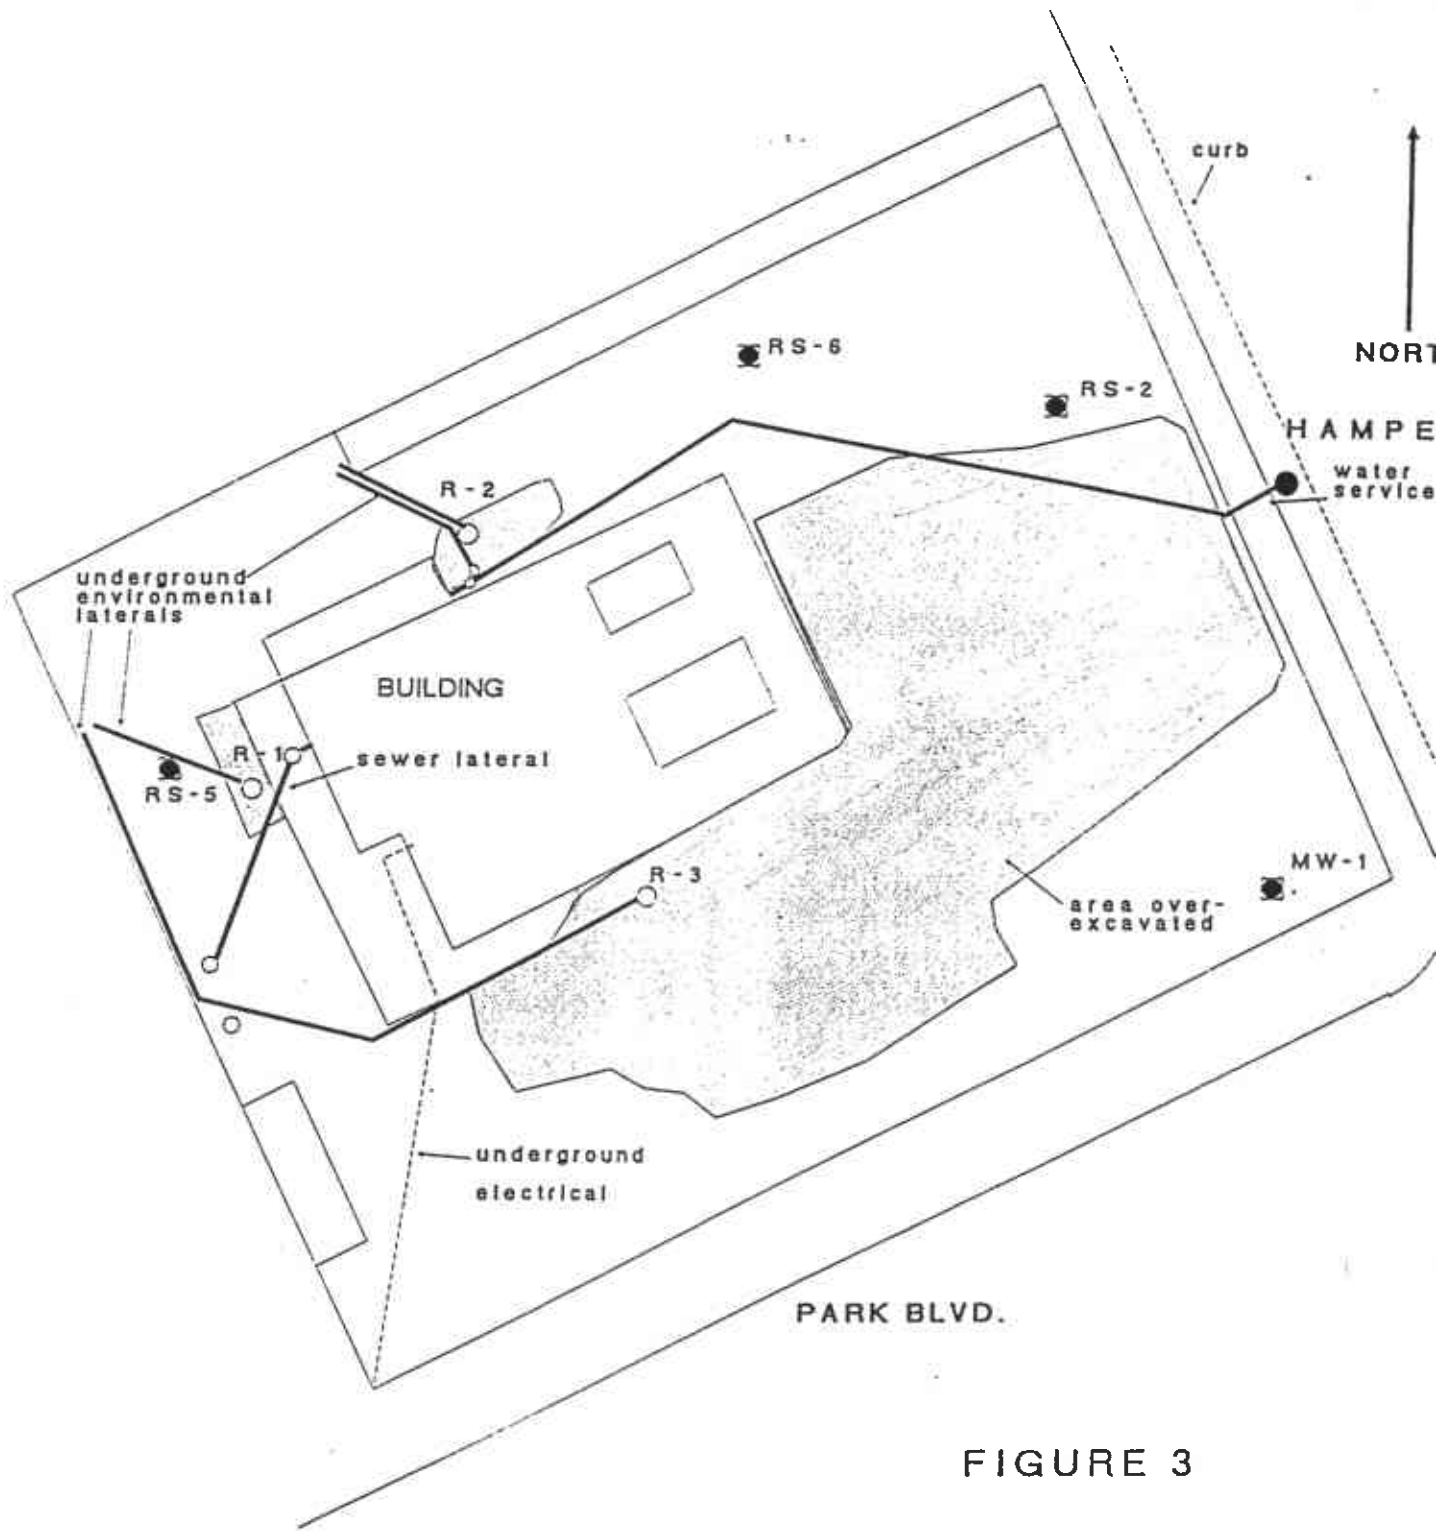 curb
NORT
RS-6
RS-2
HAMPE
water
service
R-2
underground
environmental
laterals
BUILDING
R-1
sewer lateral
RS-5
R-3
MW-1
area over-
excavated
underground
electrical
PARK BLVD.
FIGURE 3